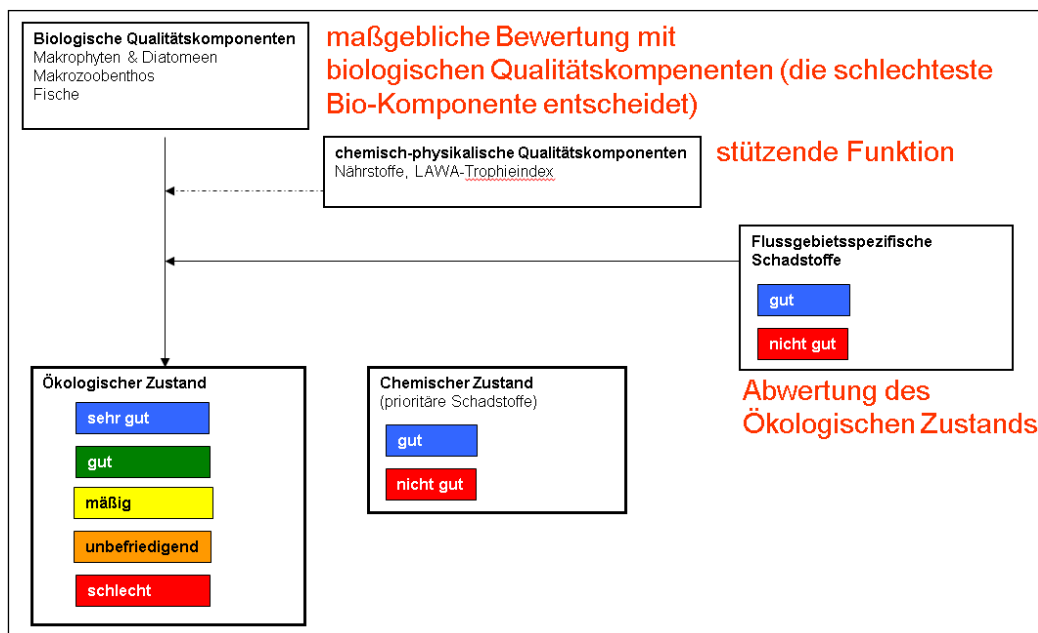 Biologische Qualitätskomponenten
Makrophyten & Diatomeen
Makrozoobenthos
Fische
maßgebliche Bewertung mit
biologischen Qualitätskompenenten (die schlechteste
Bio-Komponente entscheidet)
chemisch-physikalische Qualitätskomponenten
Nährstoffe, LAWA-Trophieindex
stützende Funktion
Flussgebietsspezifische
Schadstoffe
gut
nicht gut
Abwertung des
Ökologischen Zustands
Ökologischer Zustand
sehr gut
gut
mäßig
unbefriedigend
schlecht
Chemischer Zustand
(prioritäre Schadstoffe)
gut
nicht gut